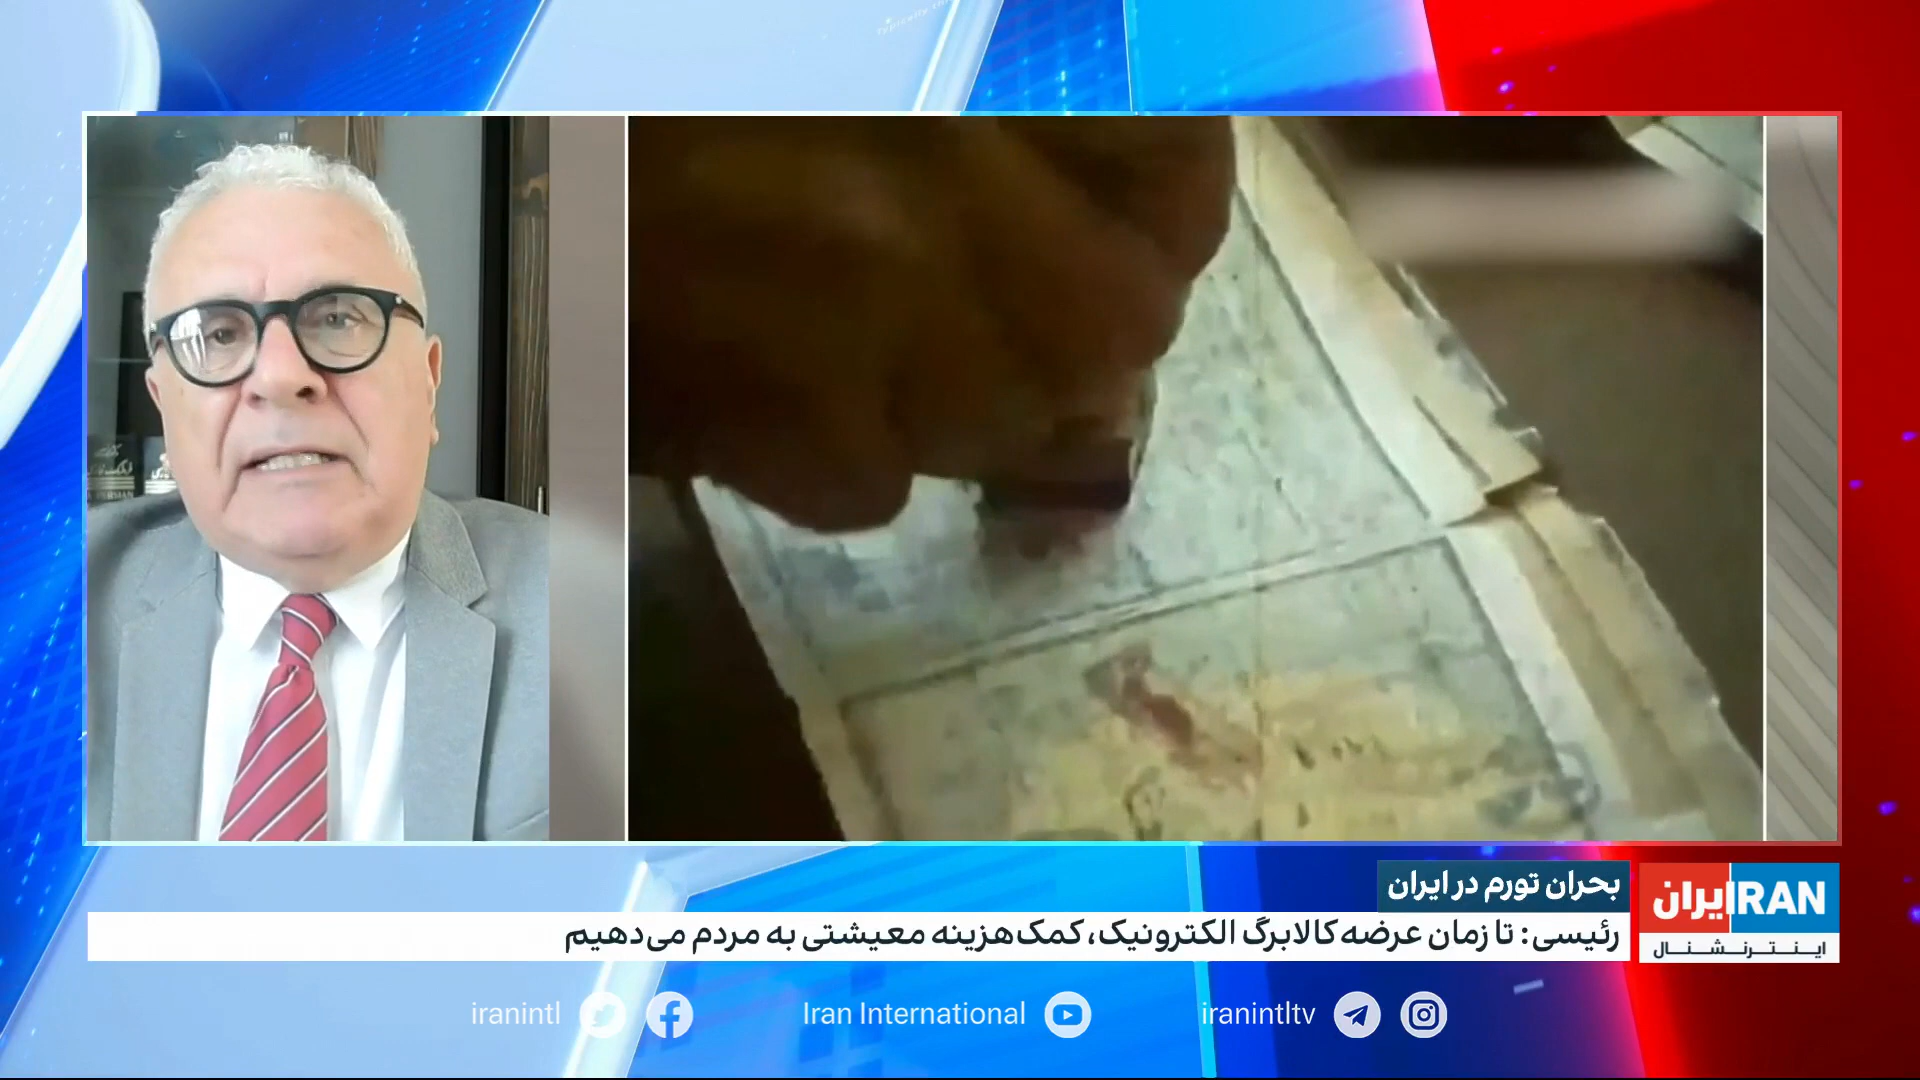 بحران تورم در ایران
رئیسی: تا زمان عرضه کالابرگ الکترونیک، کمک‌هزینه معیشتی به مردم می‌دهیم
ایران IRAN
اینترنشنال
iranintl
Iran International
iranintltv